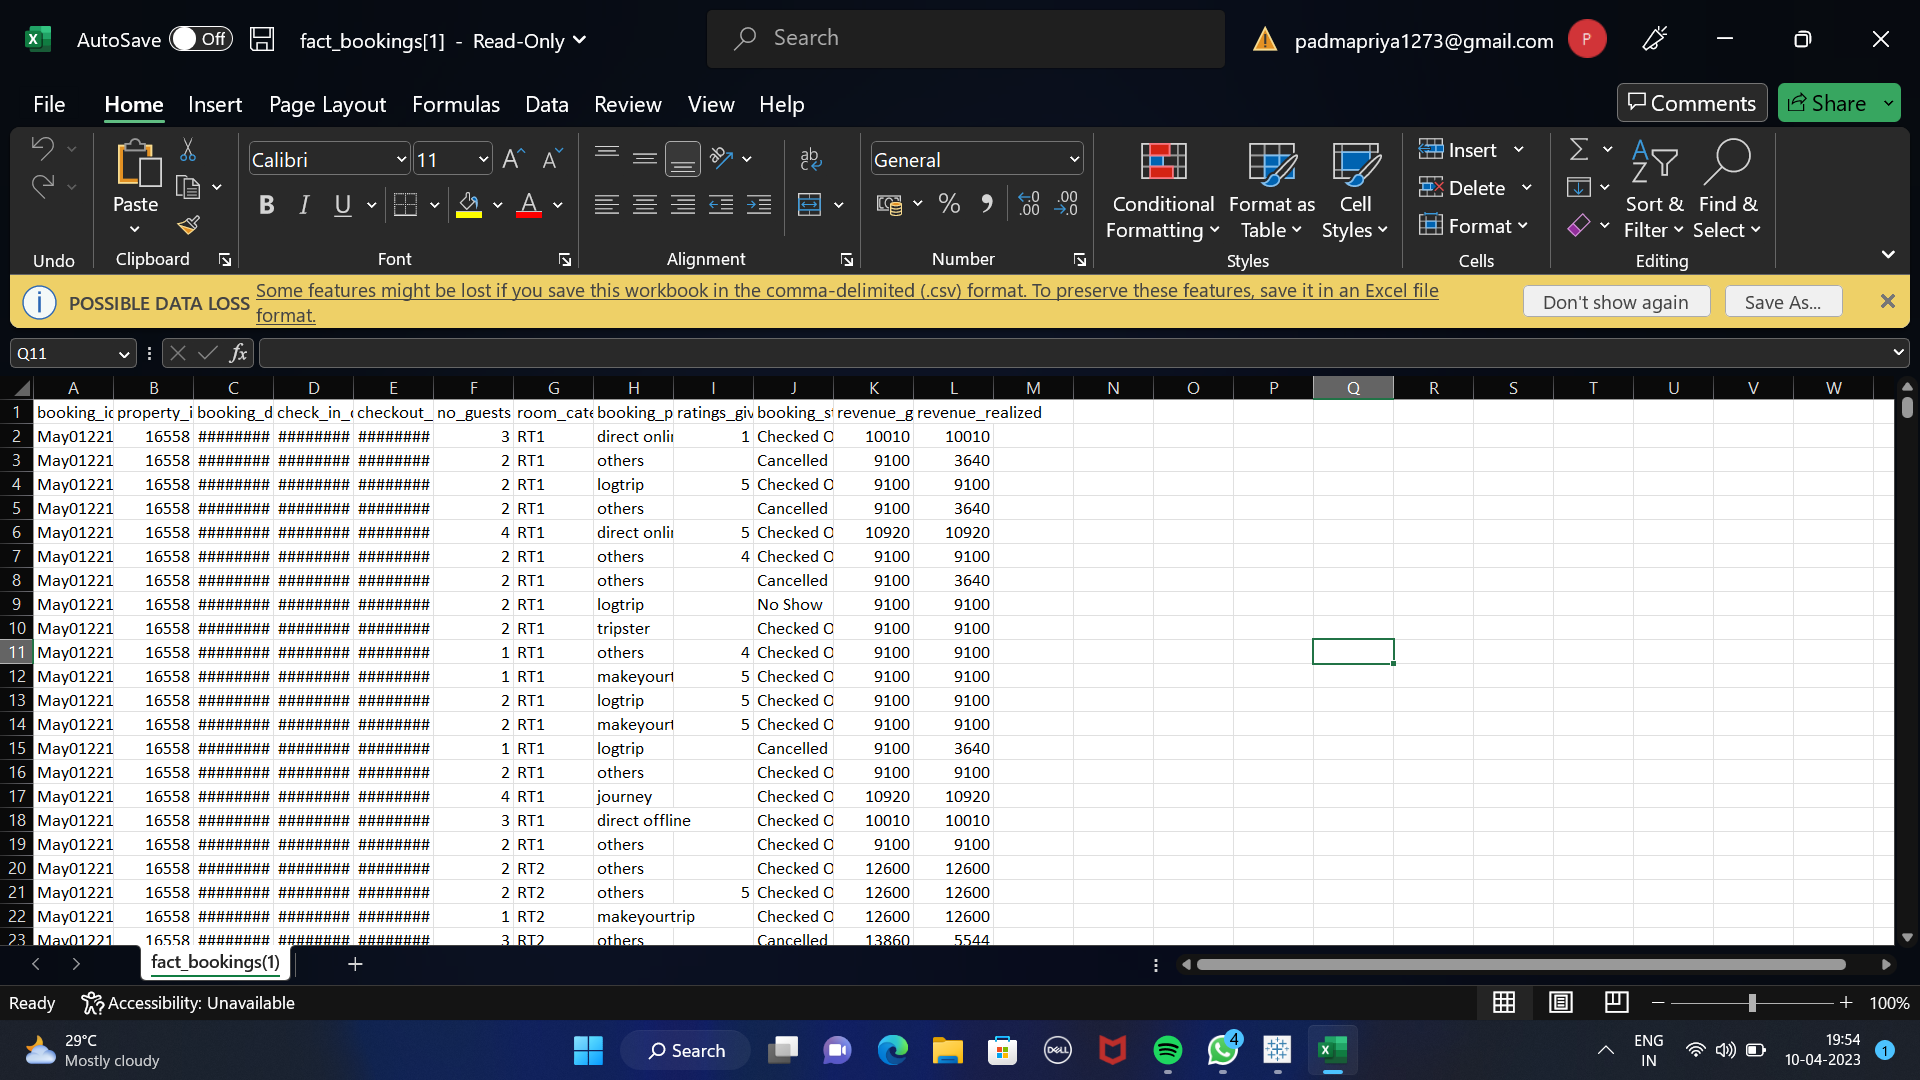 AutoSave Off fact_bookings[1] - Read-Only Search padmapriya1273@gmail.com P
File Home Insert Page Layout Formulas Data Review View Help Comments Share
Calibri 11 General
Paste B I U A % Conditional Formatting Format as Table Cell Styles Insert Delete Format Sort & Filter Find & Select
Undo Clipboard Font Alignment Number Styles Cells Editing
POSSIBLE DATA LOSS Some features might be lost if you save this workbook in the comma-delimited (.csv) format. To preserve these features, save it in an Excel file format. Don't show again Save As...
Q11 fx
A B C D E F G H I J K L M N O P Q R S T U V W
1 booking_id property_i booking_d check_in_d checkout_ no_guests room_cate booking_p ratings_giv booking_st revenue_g revenue_realized
2 May01221 16558 ######## ######## ######## 3 RT1 direct onlin 1 Checked O 10010 10010
3 May01221 16558 ######## ######## ######## 2 RT1 others Cancelled 9100 3640
4 May01221 16558 ######## ######## ######## 2 RT1 logtrip 5 Checked O 9100 9100
5 May01221 16558 ######## ######## ######## 2 RT1 others Cancelled 9100 3640
6 May01221 16558 ######## ######## ######## 4 RT1 direct onlin 5 Checked O 10920 10920
7 May01221 16558 ######## ######## ######## 2 RT1 others 4 Checked O 9100 9100
8 May01221 16558 ######## ######## ######## 2 RT1 others Cancelled 9100 3640
9 May01221 16558 ######## ######## ######## 2 RT1 logtrip No Show 9100 9100
10 May01221 16558 ######## ######## ######## 2 RT1 tripster Checked O 9100 9100
11 May01221 16558 ######## ######## ######## 1 RT1 others 4 Checked O 9100 9100
12 May01221 16558 ######## ######## ######## 1 RT1 makeyourt 5 Checked O 9100 9100
13 May01221 16558 ######## ######## ######## 2 RT1 logtrip 5 Checked O 9100 9100
14 May01221 16558 ######## ######## ######## 2 RT1 makeyourt 5 Checked O 9100 9100
15 May01221 16558 ######## ######## ######## 1 RT1 logtrip Cancelled 9100 3640
16 May01221 16558 ######## ######## ######## 2 RT1 others Checked O 9100 9100
17 May01221 16558 ######## ######## ######## 4 RT1 journey Checked O 10920 10920
18 May01221 16558 ######## ######## ######## 3 RT1 direct offline Checked O 10010 10010
19 May01221 16558 ######## ######## ######## 2 RT1 others Checked O 9100 9100
20 May01221 16558 ######## ######## ######## 2 RT2 others Checked O 12600 12600
21 May01221 16558 ######## ######## ######## 2 RT2 others 5 Checked O 12600 12600
22 May01221 16558 ######## ######## ######## 1 RT2 makeyourtrip Checked O 12600 12600
23 May01221 16558 ######## ######## ######## 3 RT2 others Cancelled 13860 5544
fact_bookings(1)
Ready Accessibility: Unavailable 100%
29°C Mostly cloudy Search DELL 4 ENG IN 19:54 10-04-2023 1